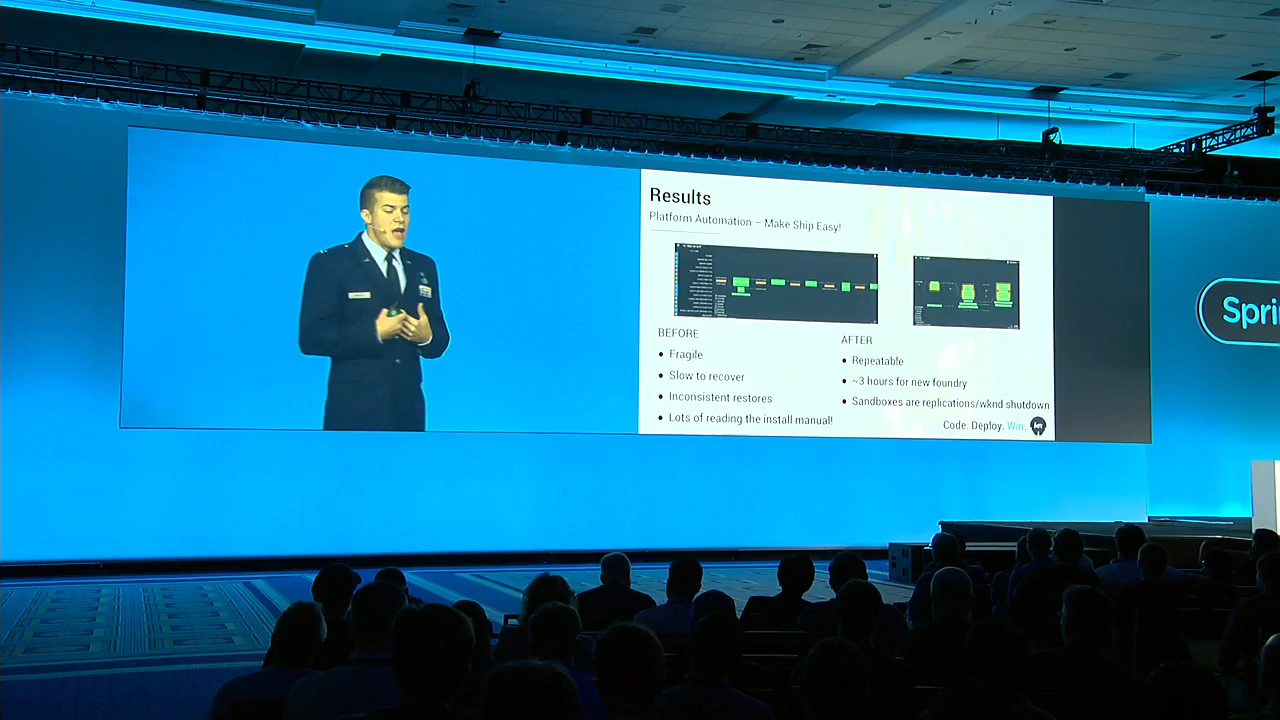 Results
Platform Automation – Make Ship Easy!
BEFORE
• Fragile
• Slow to recover
• Inconsistent restores
• Lots of reading the install manual!
AFTER
• Repeatable
• ~3 hours for new foundry
• Sandboxes are replications/wknd shutdown
Code. Deploy. Win.
Spri